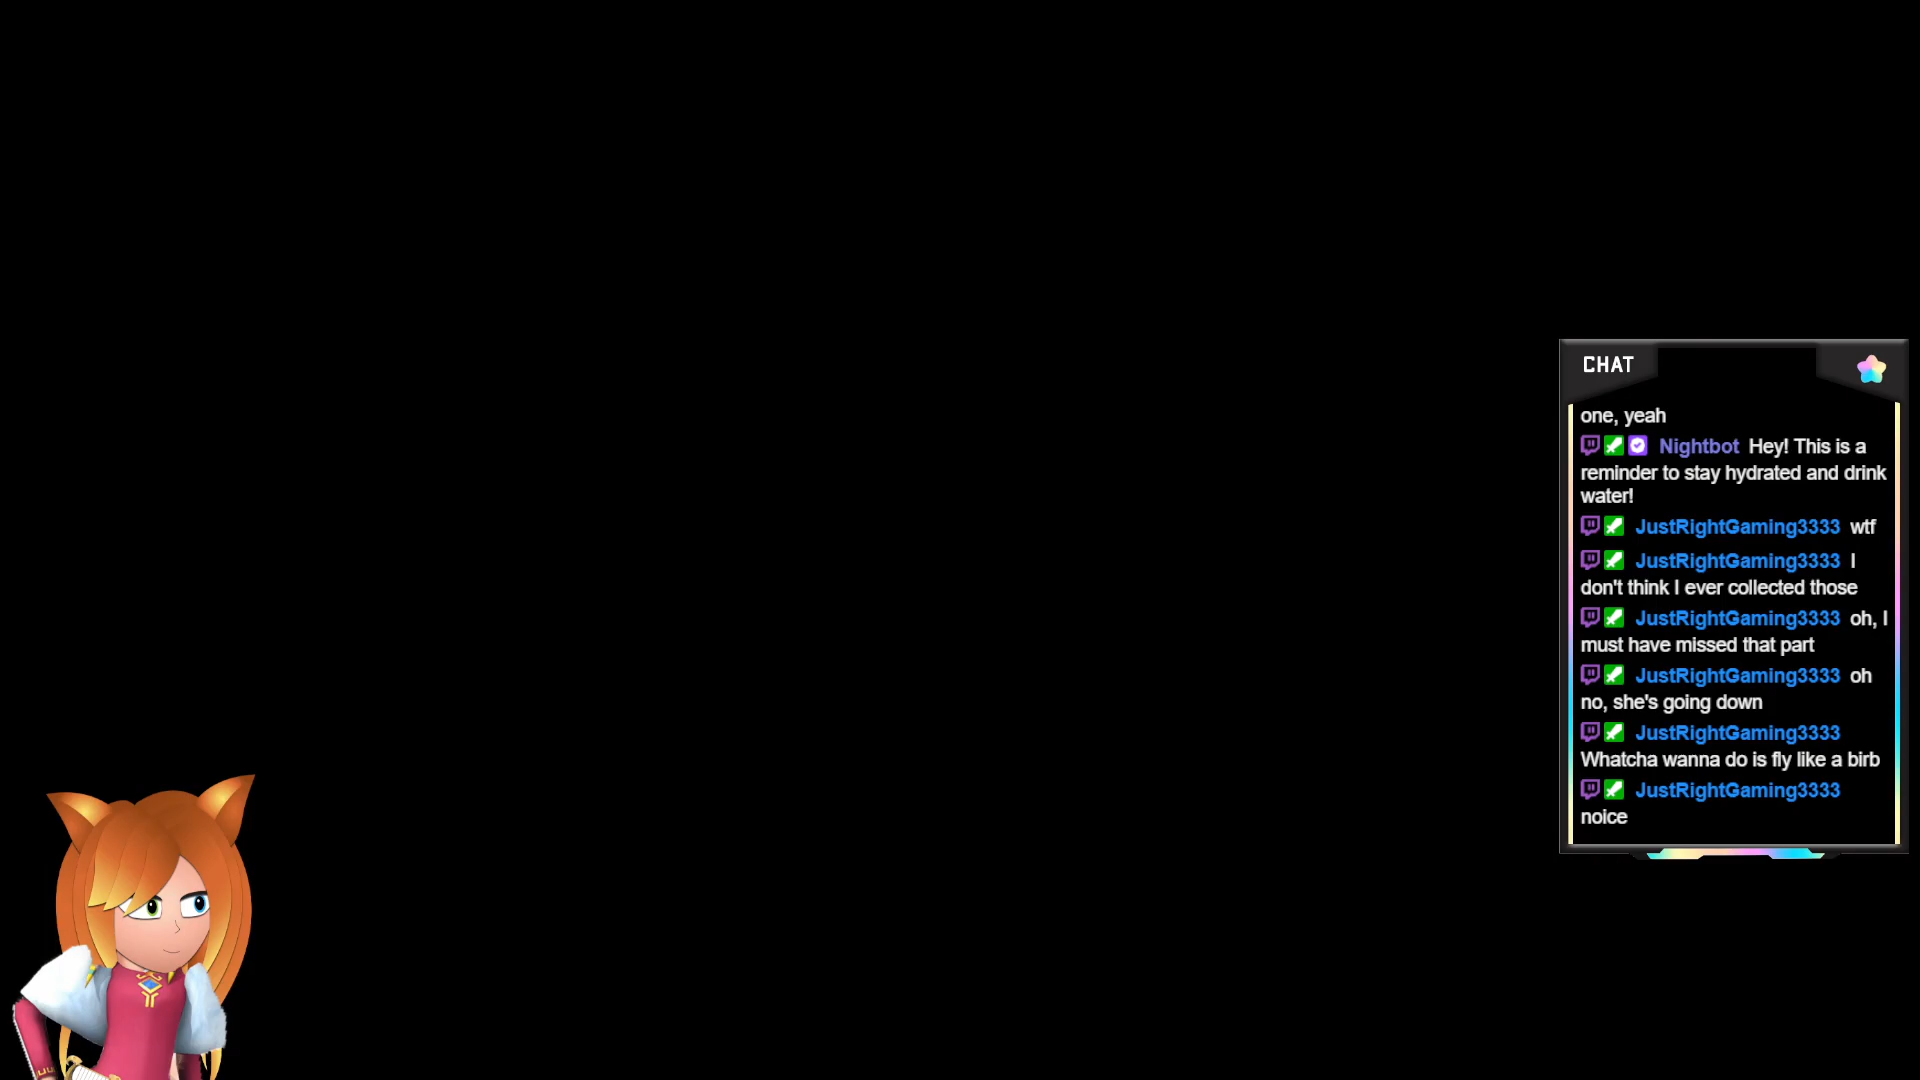 CHAT
one, yeah
Nightbot Hey! This is a
reminder to stay hydrated and drink
water!
JustRightGaming3333 wtf
JustRightGaming3333 I
don't think I ever collected those
JustRightGaming3333 oh, I
must have missed that part
JustRightGaming3333 oh
no, she's going down
JustRightGaming3333
Whatcha wanna do is fly like a birb
JustRightGaming3333
noice